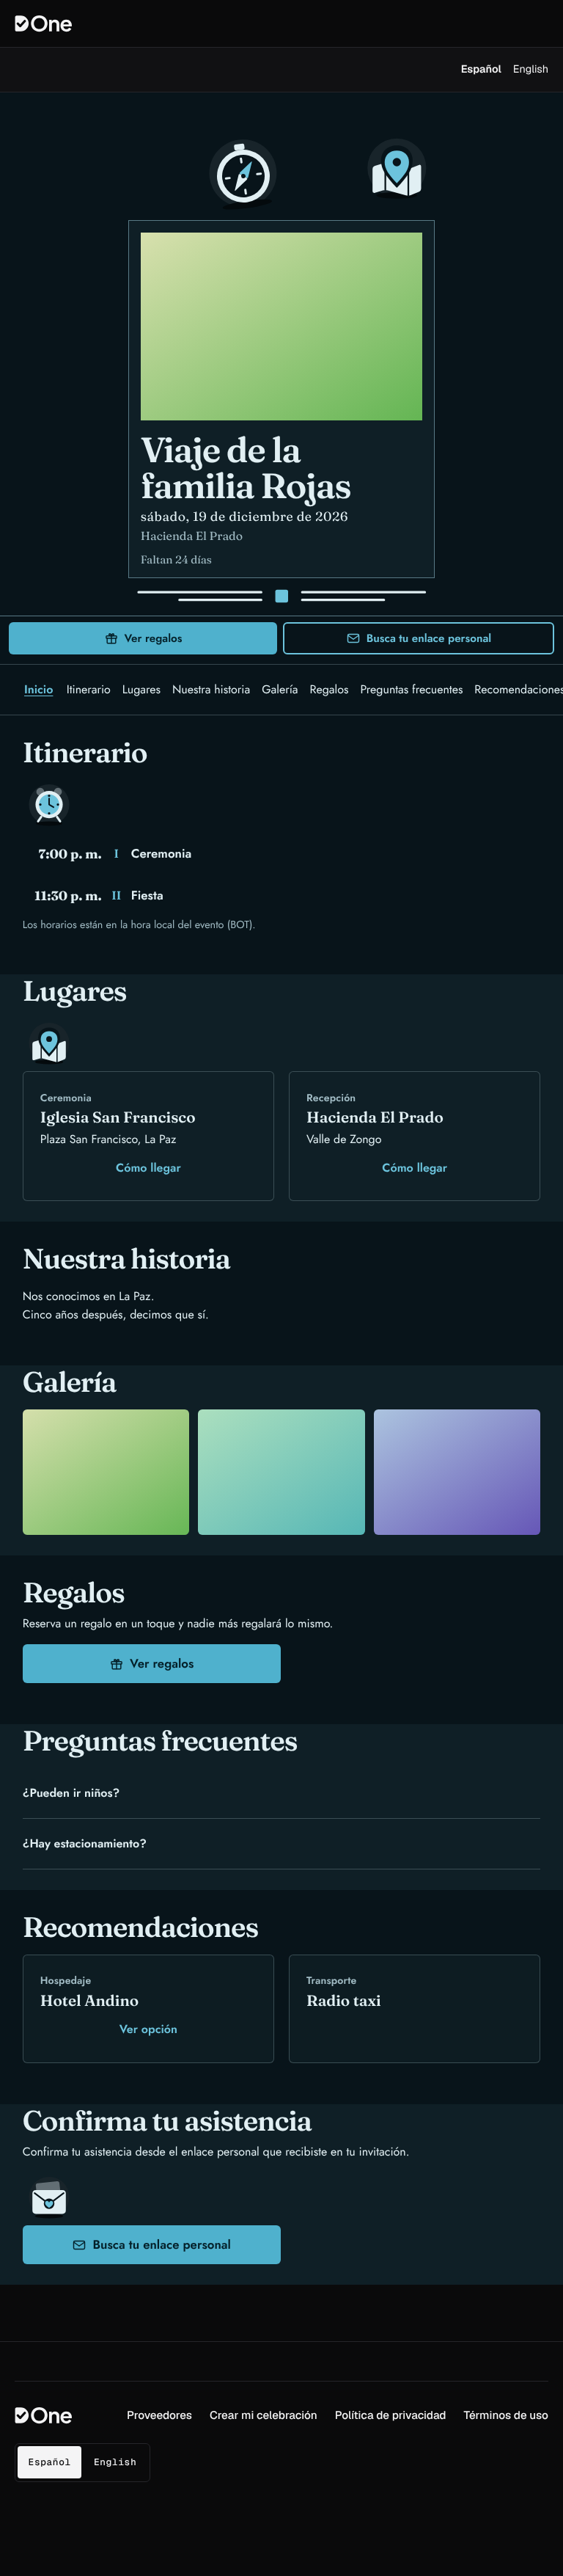 DOne
Español English
Viaje de la
familia Rojas
sábado, 19 de diciembre de 2026
Hacienda El Prado
Faltan 24 días
Ver regalos
Busca tu enlace personal
Inicio Itinerario Lugares Nuestra historia Galería Regalos Preguntas frecuentes Recomendaciones
Itinerario
7:00 p. m. I Ceremonia
11:30 p. m. II Fiesta
Los horarios están en la hora local del evento (BOT).
Lugares
Ceremonia
Iglesia San Francisco
Plaza San Francisco, La Paz
Cómo llegar
Recepción
Hacienda El Prado
Valle de Zongo
Cómo llegar
Nuestra historia
Nos conocimos en La Paz.
Cinco años después, decimos que sí.
Galería
Regalos
Reserva un regalo en un toque y nadie más regalará lo mismo.
Ver regalos
Preguntas frecuentes
¿Pueden ir niños?
¿Hay estacionamiento?
Recomendaciones
Hospedaje
Hotel Andino
Ver opción
Transporte
Radio taxi
Confirma tu asistencia
Confirma tu asistencia desde el enlace personal que recibiste en tu invitación.
Busca tu enlace personal
DOne
Proveedores Crear mi celebración Política de privacidad Términos de uso
Español English